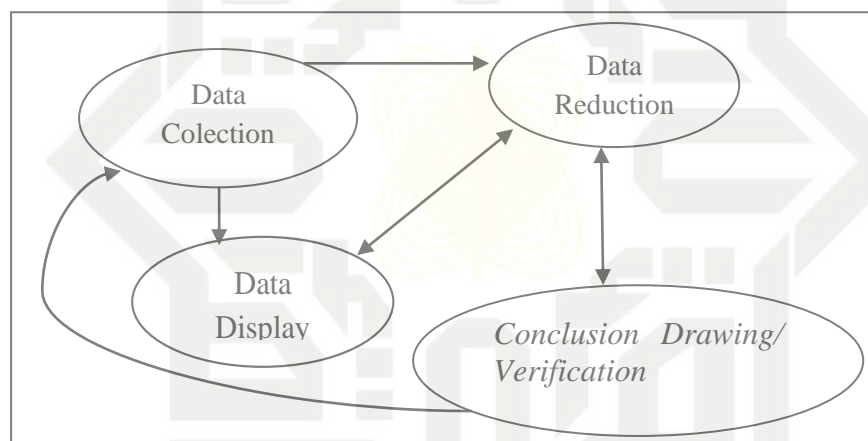 Data
Colection
Data
Reduction
Data
Display
Conclusion Drawing/
Verification